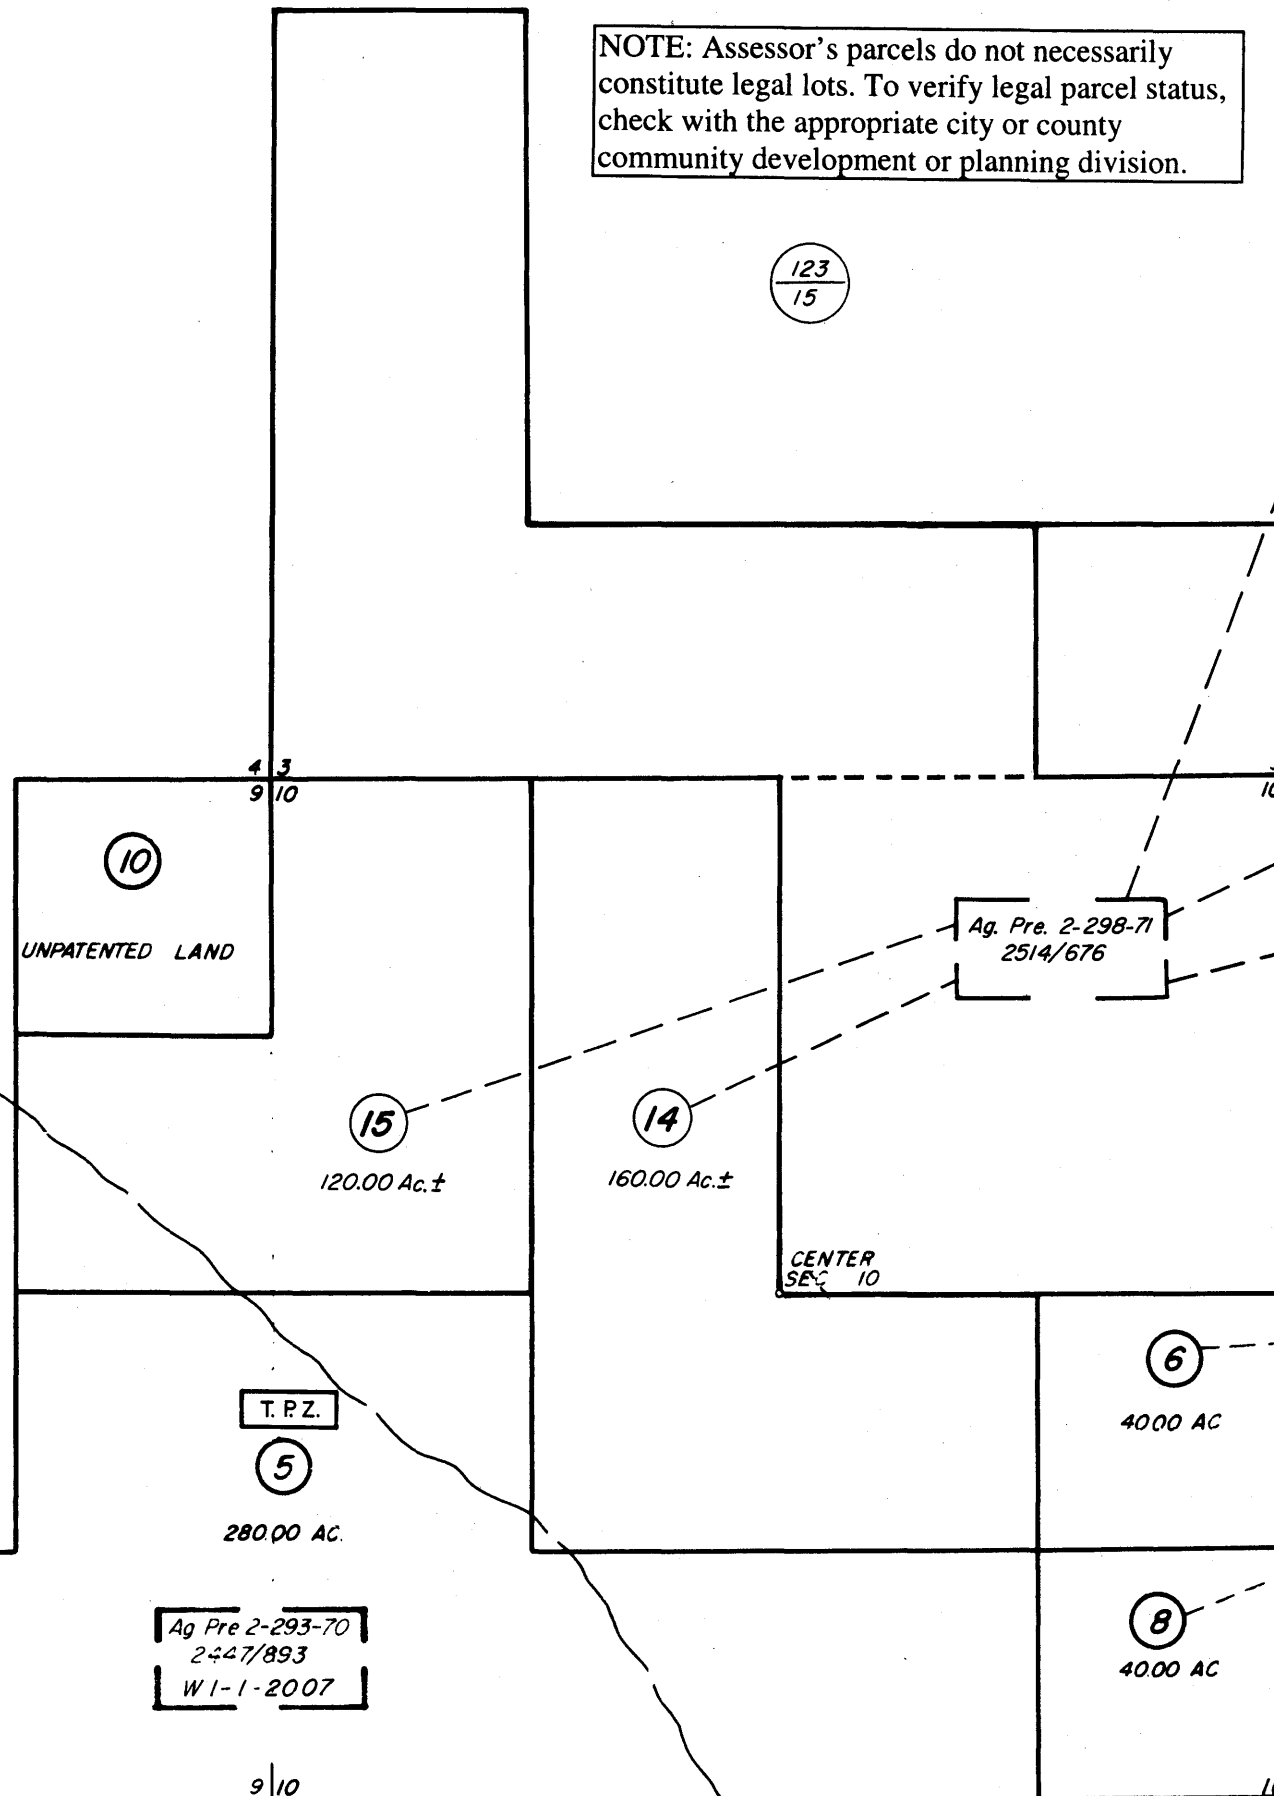 NOTE: Assessor's parcels do not necessarily
constitute legal lots. To verify legal parcel status,
check with the appropriate city or county
community development or planning division.
123
15
4 3
9 10
10
10
UNPATENTED LAND
Ag. Pre. 2-298-71
2514/676
15
120.00 Ac.±
14
160.00 Ac.±
CENTER
SEC 10
6
40.00 AC
T.P.Z.
5
280.00 AC.
Ag Pre 2-293-70
2447/893
W 1-1-2007
8
40.00 AC
9 10